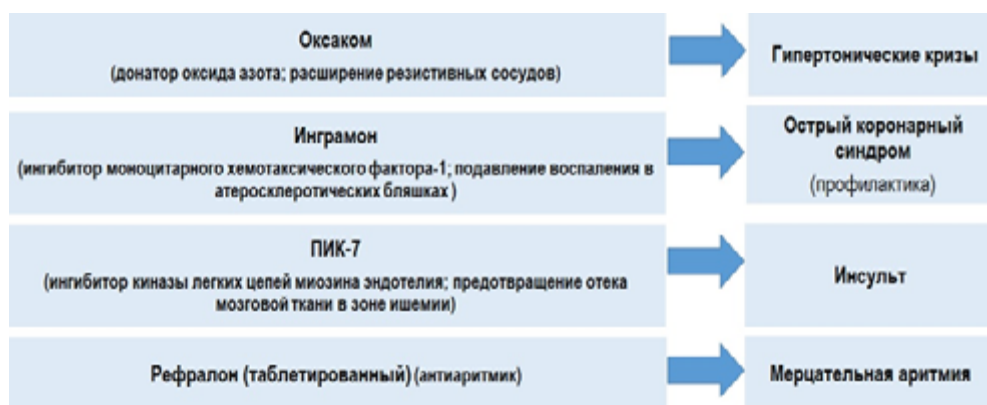 Оксаком
(донатор оксида азота; расширение резистивных сосудов)
Гипертонические кризы
Инграмон
(ингибитор моноцитарного хемотаксического фактора-1; подавление воспаления в
атеросклеротических бляшках )
Острый коронарный
синдром
(профилактика)
ПИК-7
(ингибитор киназы легких цепей миозина эндотелия; предотвращение отека
мозговой ткани в зоне ишемии)
Инсульт
Рефралон (таблетированный) (антиаритмик)
Мерцательная аритмия